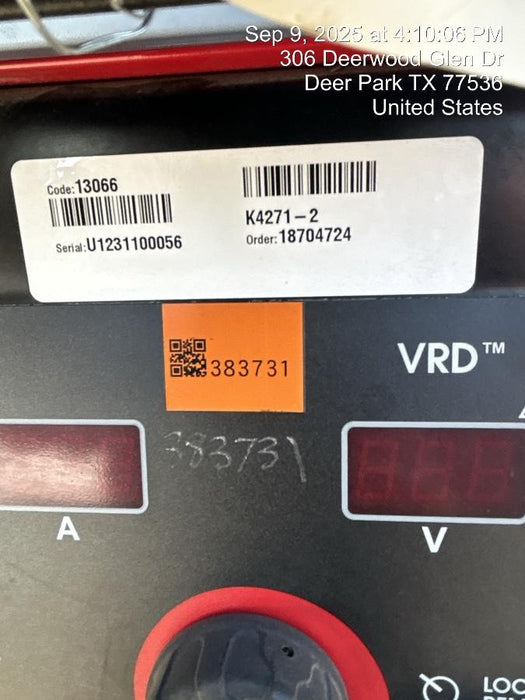 Sep 9, 2025 at 4:10:06 PM
306 Deerwood Glen Dr
Deer Park TX 77536
United States
Code:13066
K4271-2
Serial:U1231100056
Order:18704724
383731
VRD™
383731
A
V